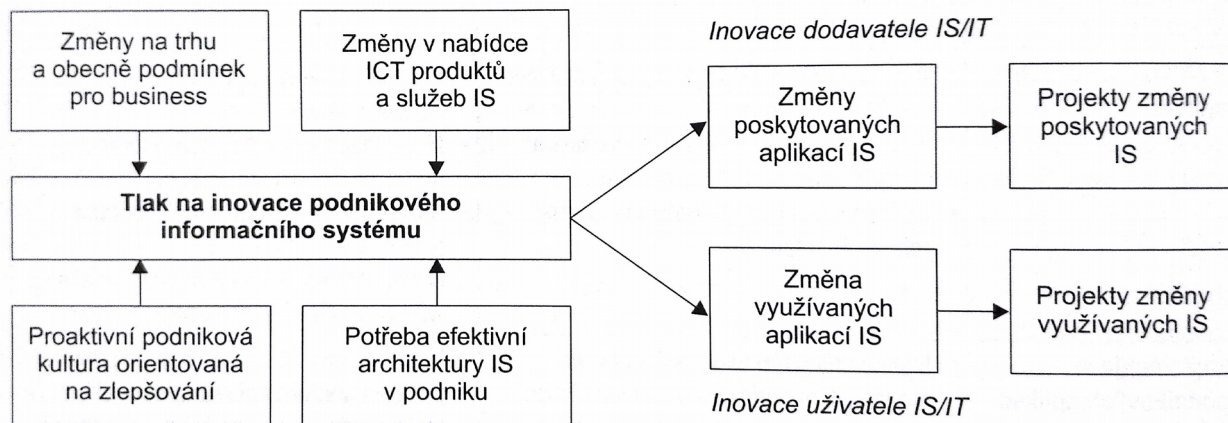 Změny na trhu
a obecně podmínek
pro business
Změny v nabídce
ICT produktů
a služeb IS
Inovace dodavatele IS/IT
Změny
poskytovaných
aplikací IS
Projekty změny
poskytovaných
IS
Tlak na inovace podnikového
informačního systému
Proaktivní podniková
kultura orientovaná
na zlepšování
Potřeba efektivní
architektury IS
v podniku
Změna
využívaných
aplikací IS
Projekty změny
využívaných IS
Inovace uživatele IS/IT